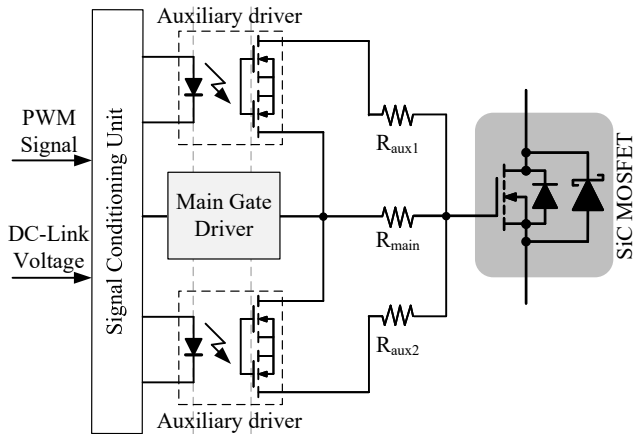 Auxiliary driver
PWM
Signal
DC-Link
Voltage
Signal Conditioning Unit
Main Gate
Driver
Raux1
Rmain
Raux2
SiC MOSFET
Auxiliary driver